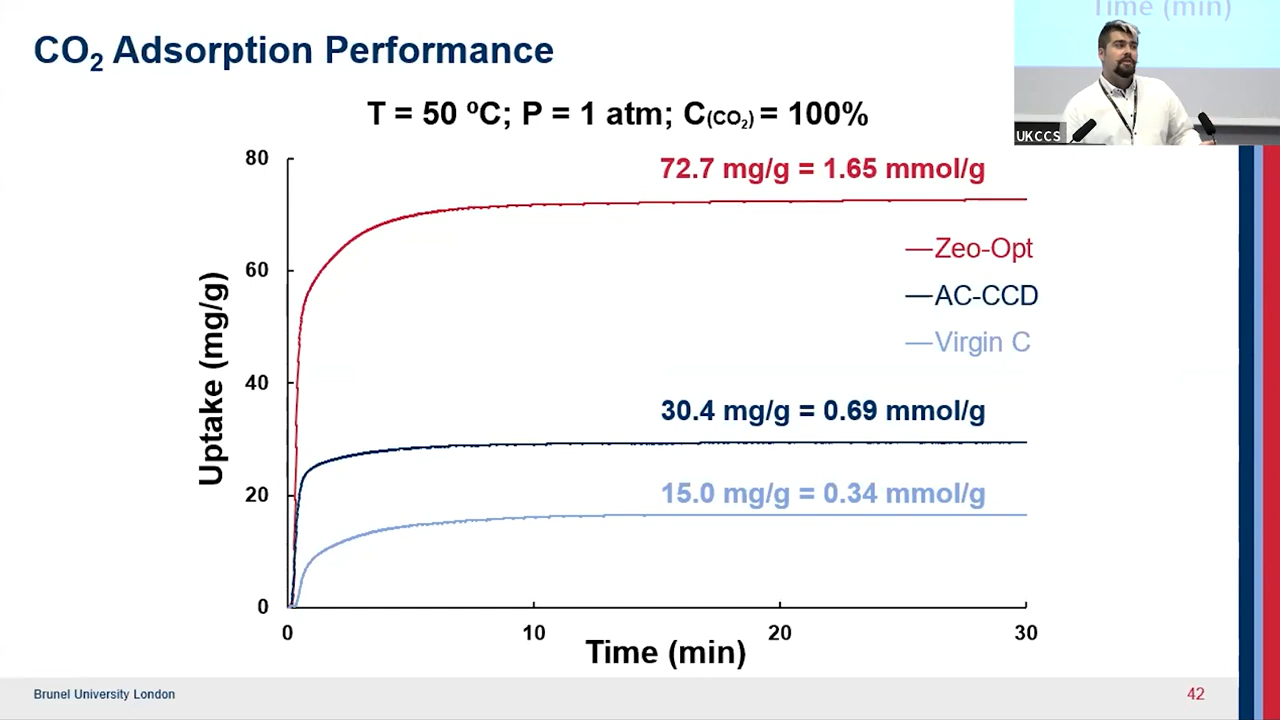 CO₂ Adsorption Performance
Time (min)
UKCCS
T = 50 ºC; P = 1 atm; C(CO₂) = 100%
80
60
40
20
0
Uptake (mg/g)
72.7 mg/g = 1.65 mmol/g
Zeo-Opt
AC-CCD
Virgin C
30.4 mg/g = 0.69 mmol/g
15.0 mg/g = 0.34 mmol/g
0 10 20 30
Time (min)
Brunel University London
42